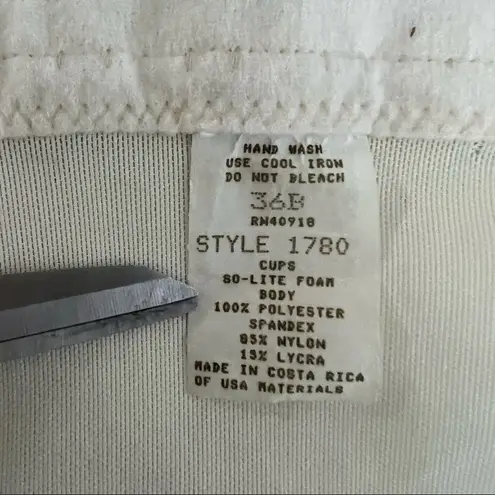 HAND WASH
USE COOL IRON
DO NOT BLEACH
36B
RN40918
STYLE 1780
CUPS
SO-LITE FOAM
BODY
100% POLYESTER
SPANDEX
85% NYLON
15% LYCRA
MADE IN COSTA RICA
OF USA MATERIALS